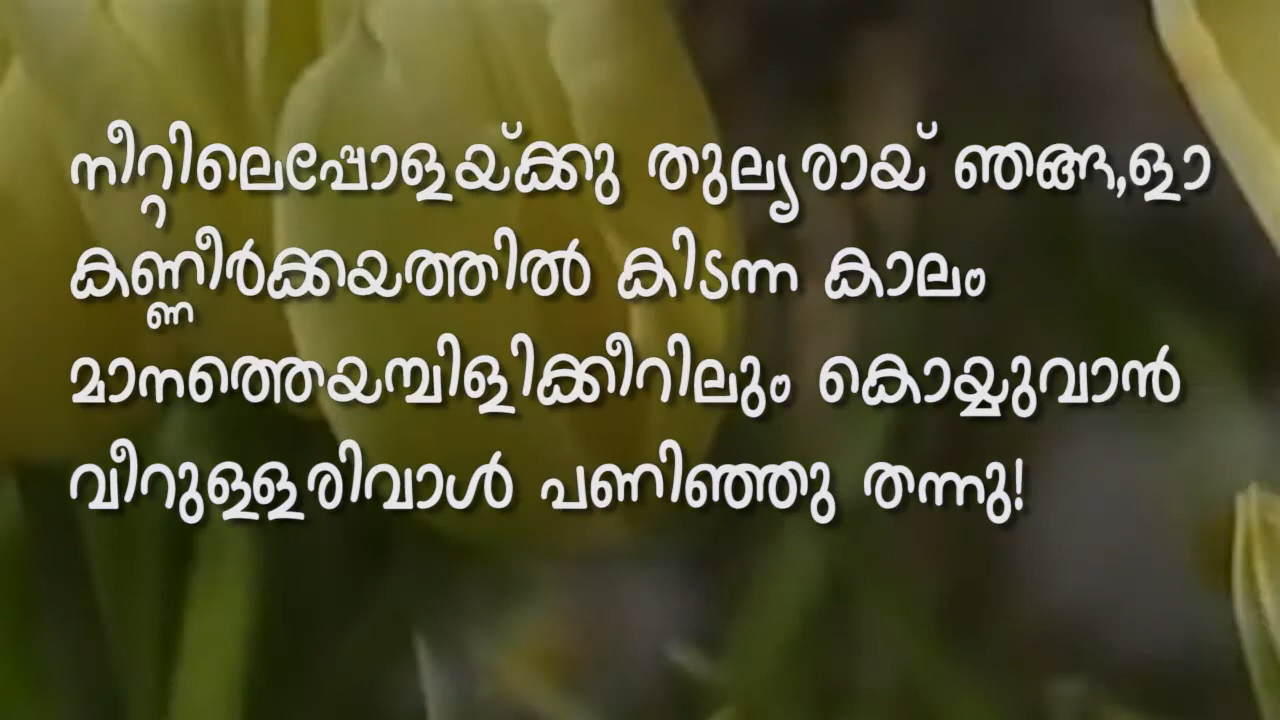 നീറ്റിലെപ്പോളയ്ക്കു തുല്യരായ് ഞങ്ങ,ളാ
കണ്ണീർക്കയത്തിൽ കിടന്ന കാലം
മാനത്തെയമ്പിളിക്കീറിലും കൊയ്യുവാൻ
വീറുള്ളരിവാൾ പണിഞ്ഞു തന്നു!